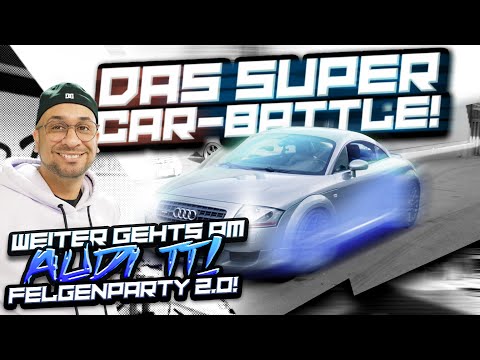 DAS SUPER
CAR-BATTLE!
WEITER GEHTS AM
AUDI TT!
FELGENPARTY 2.0!